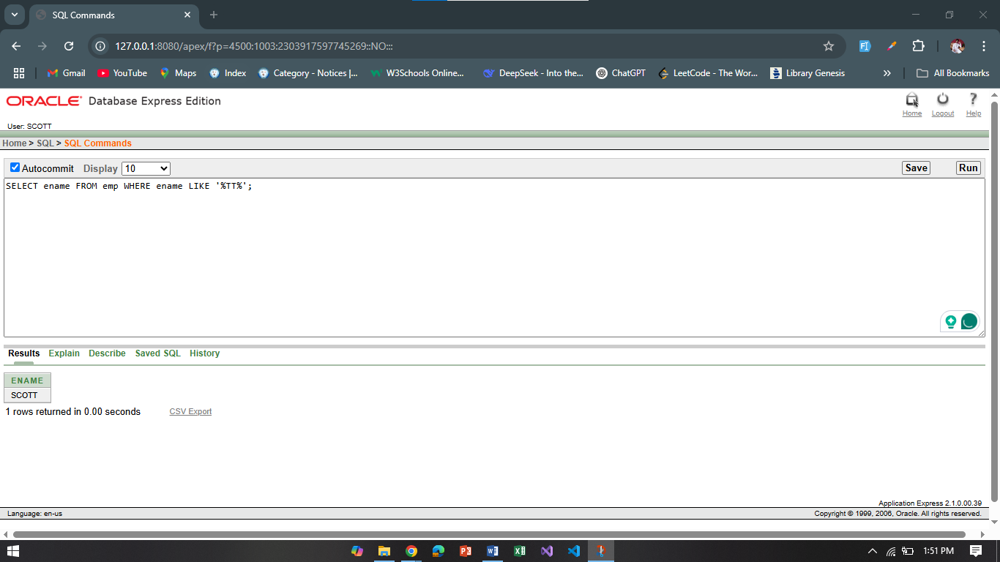 SQL Commands
127.0.0.1:8080/apex/f?p=4500:1003:2303917597745269::NO:::
Gmail YouTube Maps Index Category - Notices |... W3Schools Online... DeepSeek - Into the... ChatGPT LeetCode - The Wor... Library Genesis » All Bookmarks
ORACLE Database Express Edition
Home Logout Help
User: SCOTT
Home > SQL > SQL Commands
Autocommit Display 10 Save Run
SELECT ename FROM emp WHERE ename LIKE '%TT%';
Results Explain Describe Saved SQL History
ENAME
SCOTT
1 rows returned in 0.00 seconds CSV Export
Application Express 2.1.0.00.39
Language: en-us Copyright © 1999, 2006, Oracle. All rights reserved.
1:51 PM